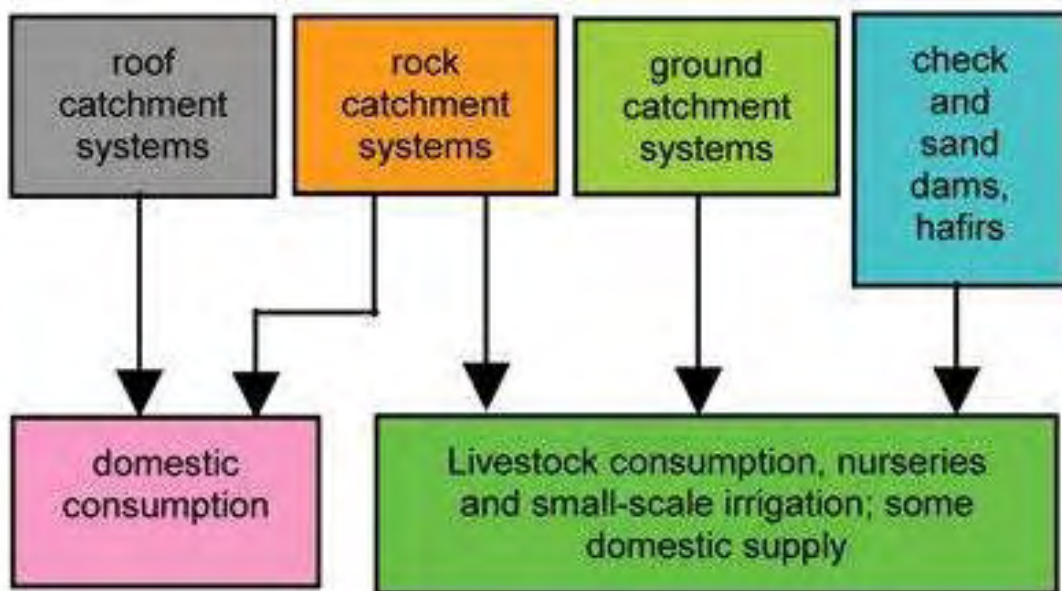 roof
catchment
systems
rock
catchment
systems
ground
catchment
systems
check
and
sand
dams,
hafirs
domestic
consumption
Livestock consumption, nurseries
and small-scale irrigation; some
domestic supply